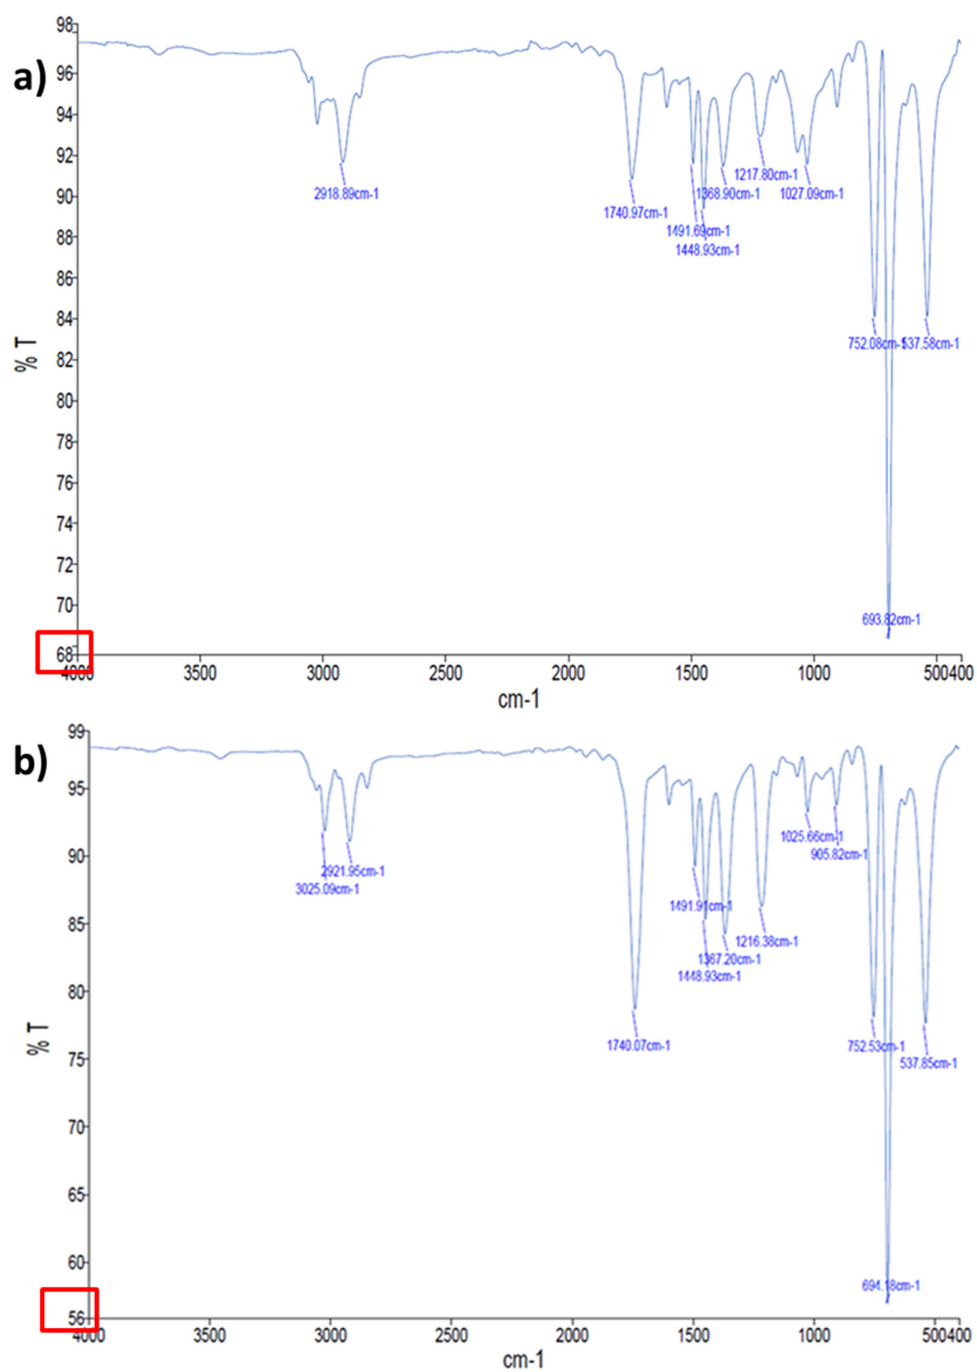 a)
98
96
94
92
90
88
86
84
82
80
78
76
74
72
70
68
% T
2918.89cm-1
1740.97cm-1
1491.69cm-1
1448.93cm-1
1368.90cm-1
1217.80cm-1
1027.09cm-1
752.08cm-1
537.58cm-1
693.82cm-1
4000 3500 3000 2500 2000 1500 1000 500 400
cm-1
b)
99
95
90
85
80
75
70
65
60
56
% T
3025.09cm-1
2921.95cm-1
1740.07cm-1
1491.91cm-1
1448.93cm-1
1367.20cm-1
1216.38cm-1
1025.66cm-1
905.82cm-1
752.53cm-1
537.85cm-1
694.18cm-1
4000 3500 3000 2500 2000 1500 1000 500 400
cm-1